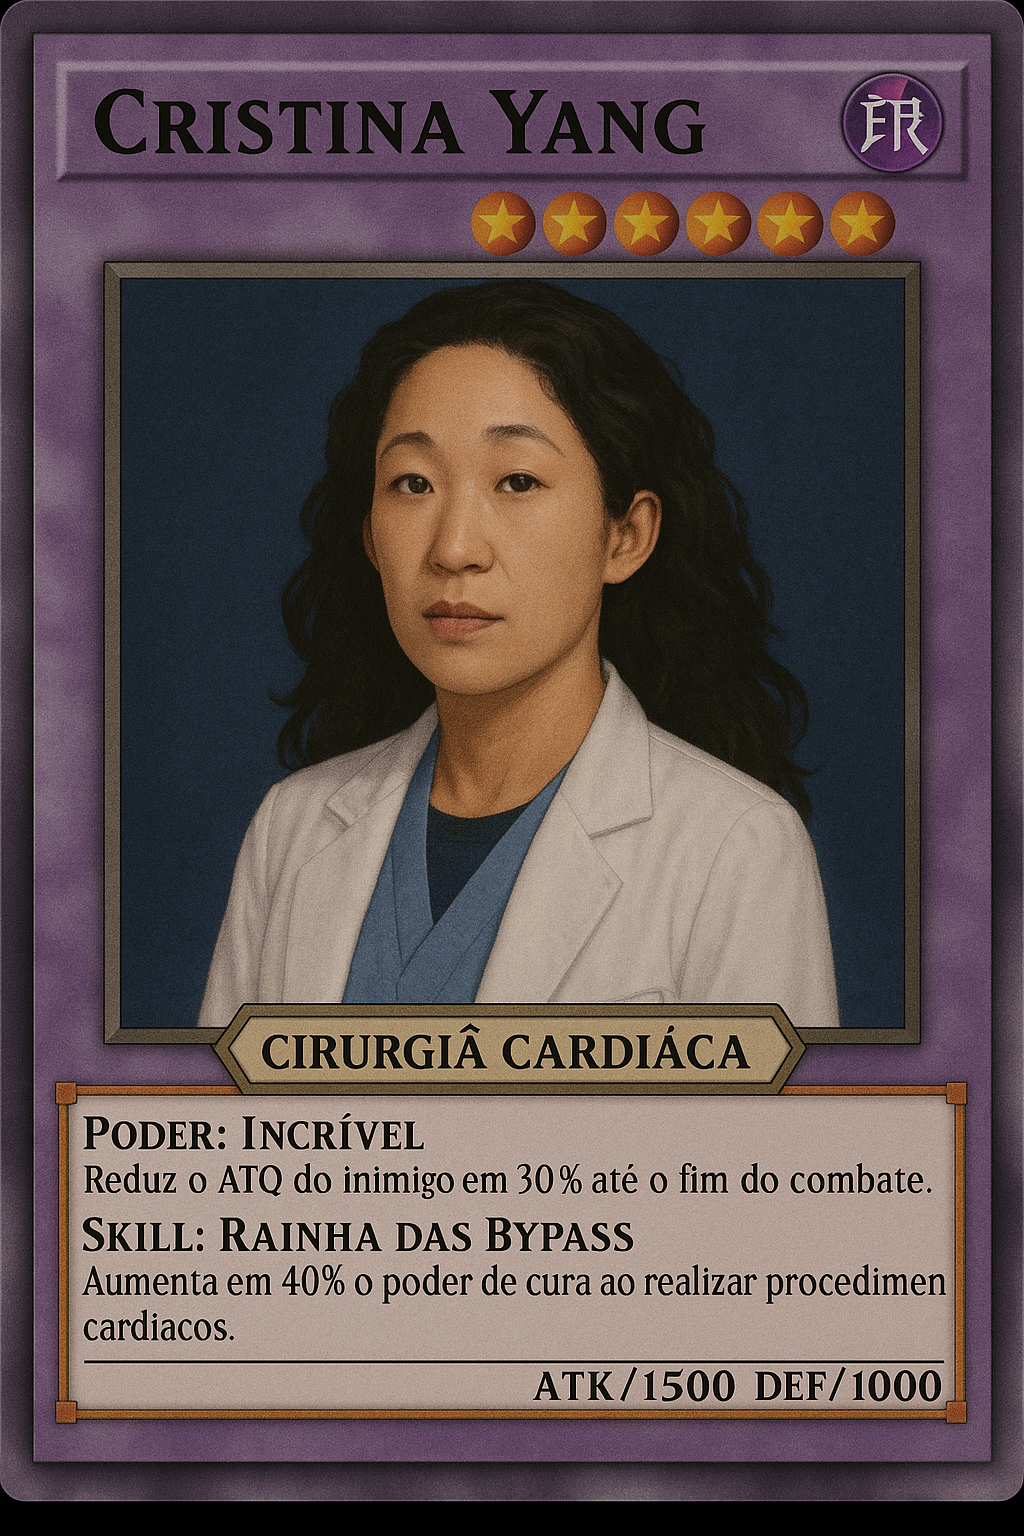 CRISTINA YANG
CIRURGIÂ CARDIÁCA
PODER: INCRÍVEL
Reduz o ATQ do inimigo em 30% até o fim do combate.
SKILL: RAINHA DAS BYPASS
Aumenta em 40% o poder de cura ao realizar procedimen
cardiacos.
ATK/1500 DEF/1000